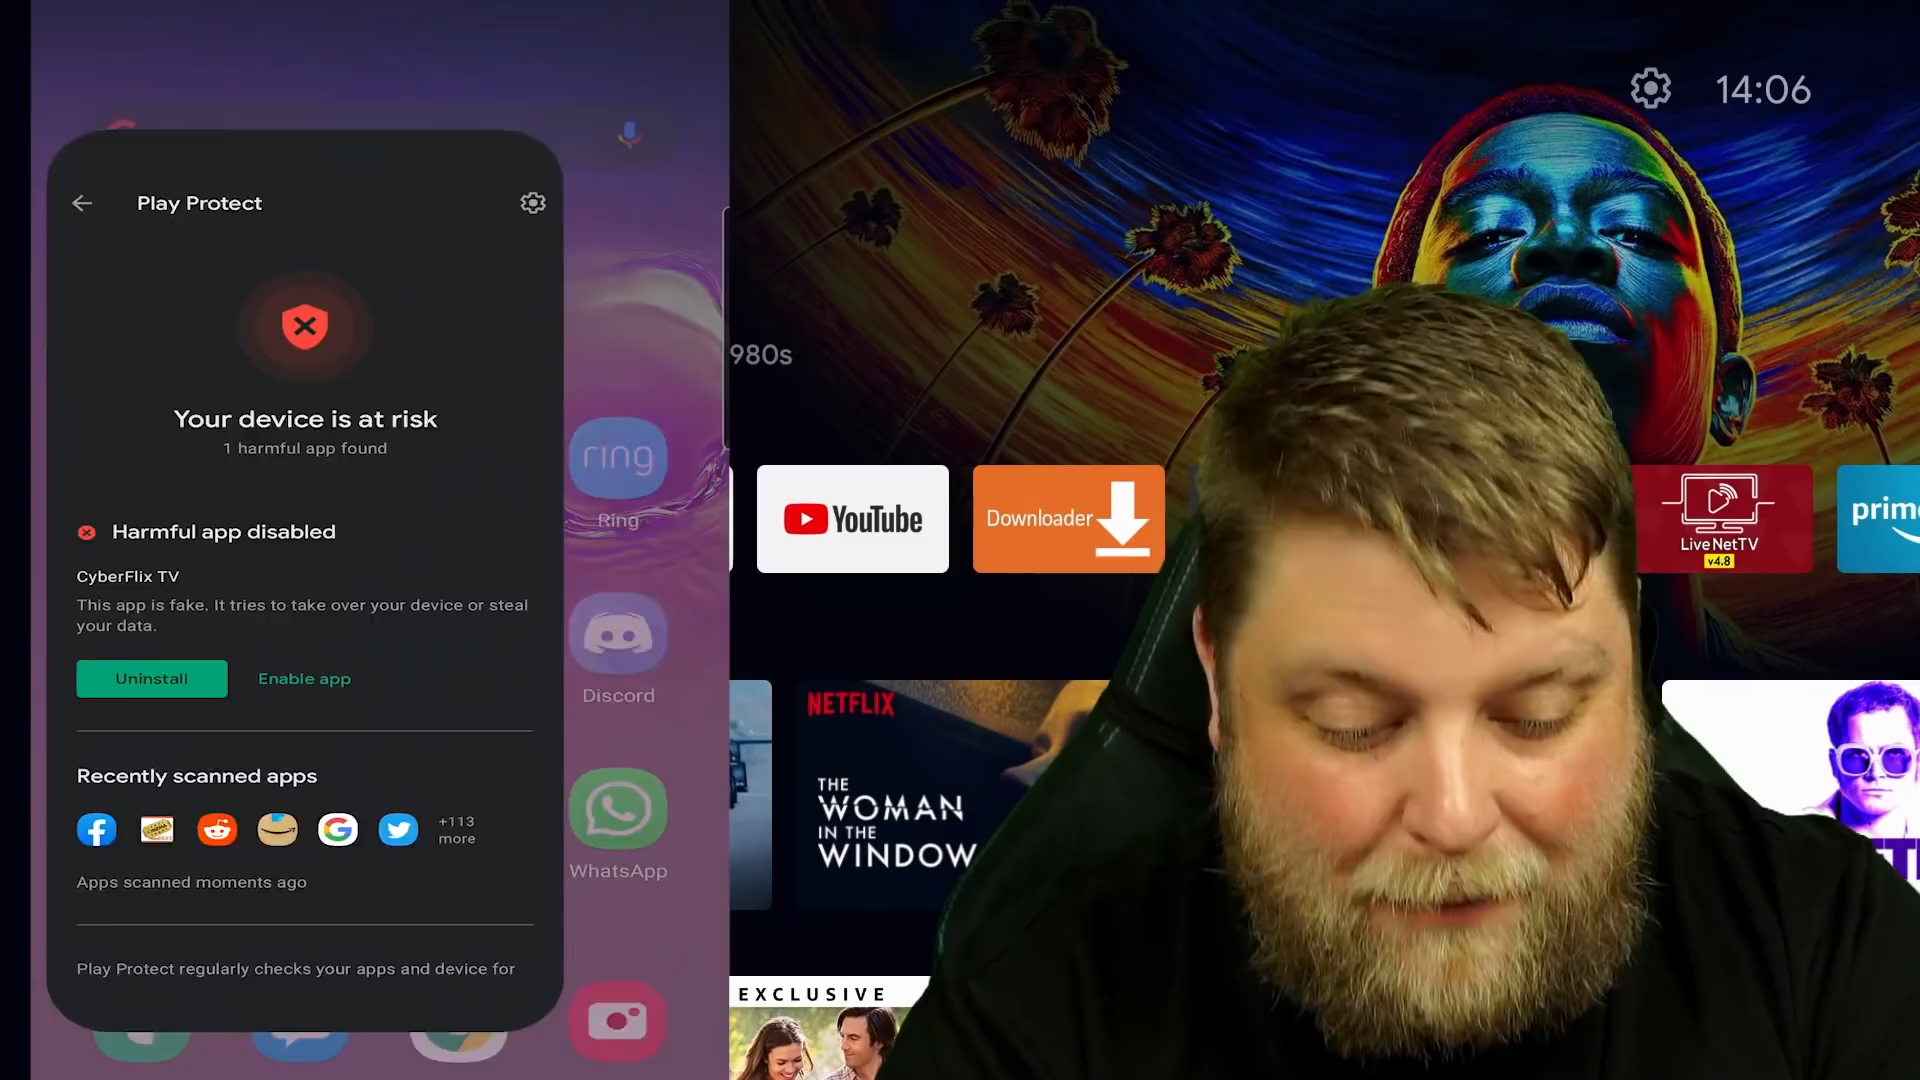 Play Protect
Your device is at risk
1 harmful app found
Harmful app disabled
CyberFlix TV
This app is fake. It tries to take over your device or steal
your data.
Uninstall
Enable app
Recently scanned apps
+113
more
Apps scanned moments ago
Play Protect regularly checks your apps and device for
ring
Ring
Discord
WhatsApp
14:06
980s
YouTube
Downloader
Live NetTV
v4.8
prime
NETFLIX
THE
WOMAN
IN THE
WINDOW
EXCLUSIVE